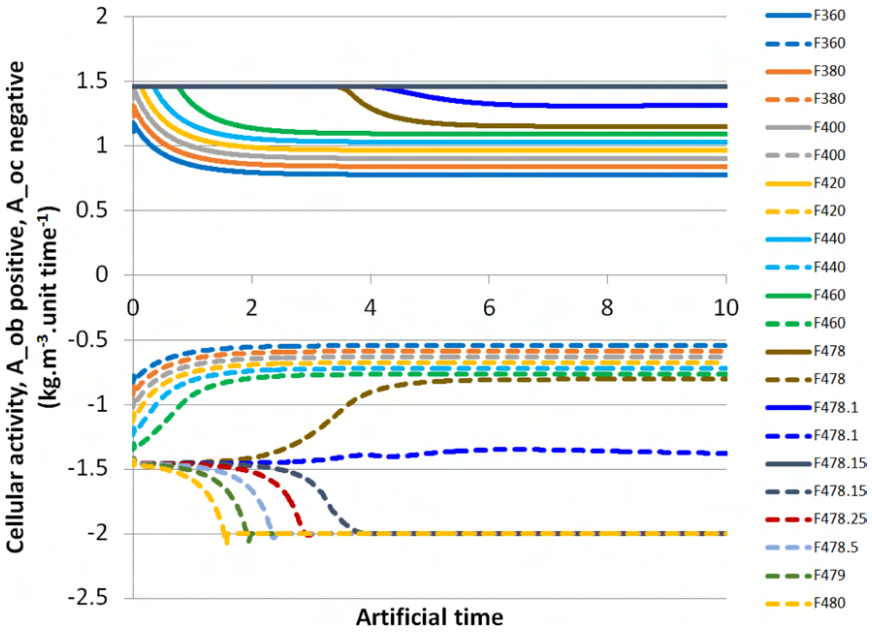 Cellular activity, A_ob positive, A_oc negative
(kg.m⁻³.unit time⁻¹)
2
1.5
1
0.5
0
-0.5
-1
-1.5
-2
-2.5
0 2 4 6 8 10
Artificial time
F360
F360
F380
F380
F400
F400
F420
F420
F440
F440
F460
F460
F478
F478
F478.1
F478.1
F478.15
F478.15
F478.25
F478.5
F479
F480